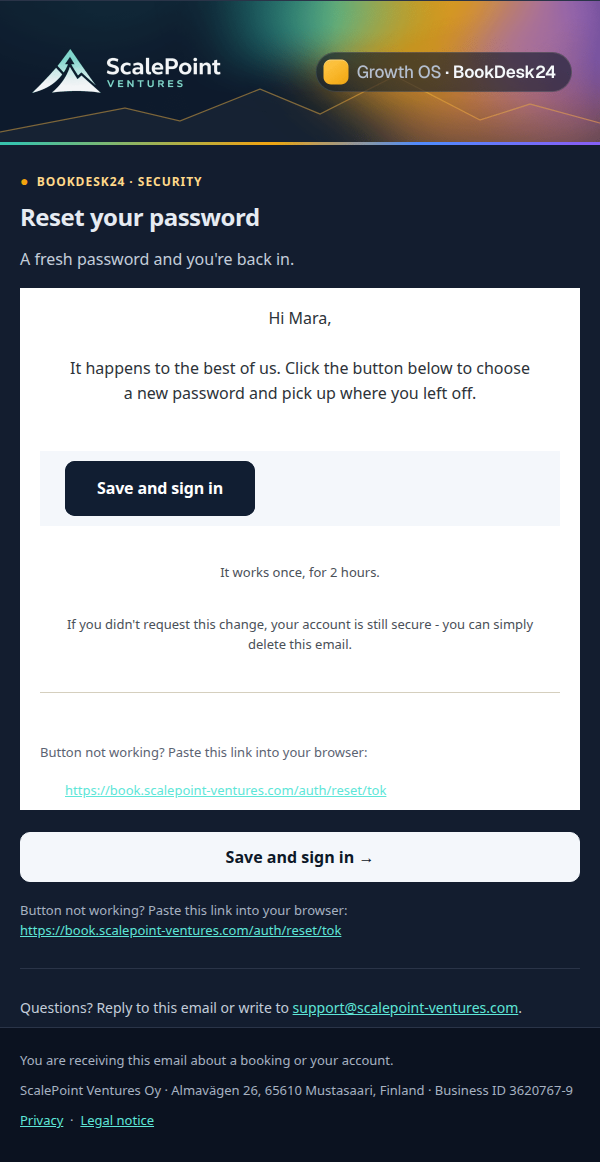 ScalePoint
VENTURES
Growth OS · BookDesk24
BOOKDESK24 · SECURITY
Reset your password
A fresh password and you're back in.
Hi Mara,
It happens to the best of us. Click the button below to choose
a new password and pick up where you left off.
Save and sign in
It works once, for 2 hours.
If you didn't request this change, your account is still secure - you can simply
delete this email.
Button not working? Paste this link into your browser:
https://book.scalepoint-ventures.com/auth/reset/tok
Save and sign in →
Button not working? Paste this link into your browser:
https://book.scalepoint-ventures.com/auth/reset/tok
Questions? Reply to this email or write to support@scalepoint-ventures.com.
You are receiving this email about a booking or your account.
ScalePoint Ventures Oy · Almavägen 26, 65610 Mustasaari, Finland · Business ID 3620767-9
Privacy · Legal notice